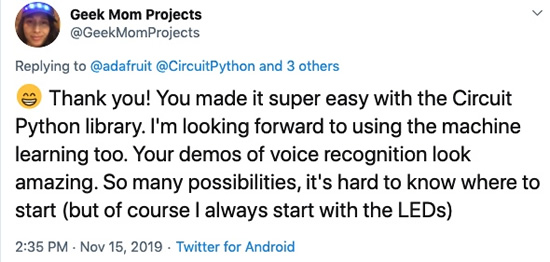 Geek Mom Projects
@GeekMomProjects
Replying to @adafruit @CircuitPython and 3 others
😁 Thank you! You made it super easy with the Circuit
Python library. I'm looking forward to using the machine
learning too. Your demos of voice recognition look
amazing. So many possibilities, it's hard to know where to
start (but of course I always start with the LEDs)
2:35 PM · Nov 15, 2019 · Twitter for Android